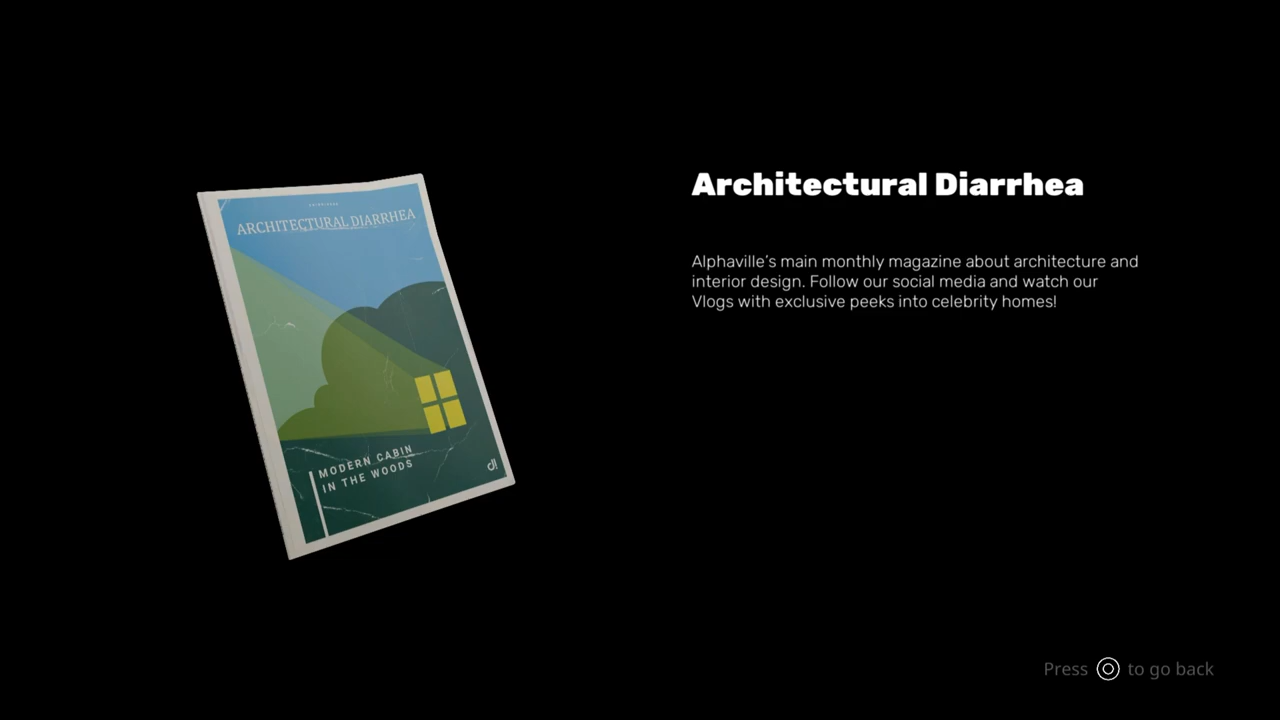 ARCHITECTURAL DIARRHEA
MODERN CABIN
IN THE WOODS
d!
Architectural Diarrhea
Alphaville's main monthly magazine about architecture and
interior design. Follow our social media and watch our
Vlogs with exclusive peeks into celebrity homes!
Press to go back